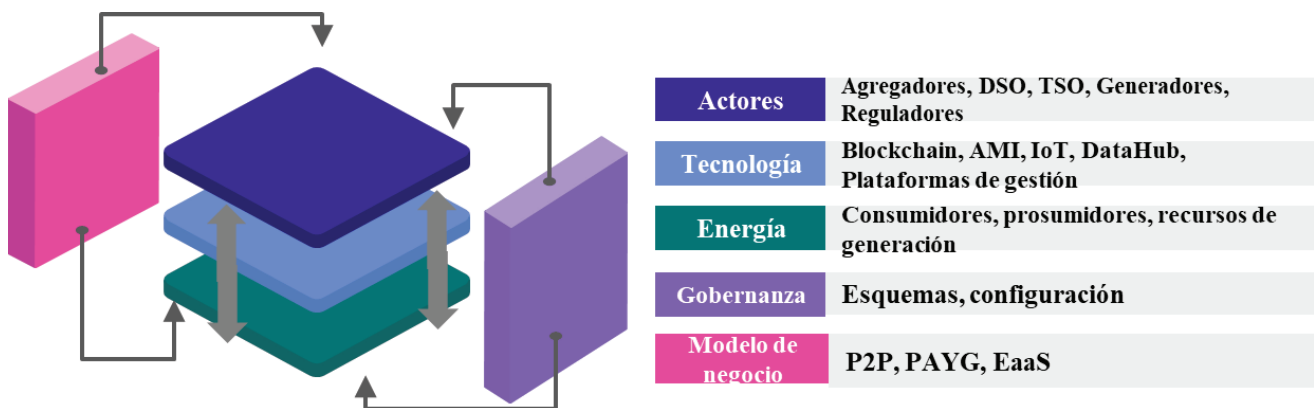 Actores
Agregadores, DSO, TSO, Generadores,
Reguladores
Tecnología
Blockchain, AMI, IoT, DataHub,
Plataformas de gestión
Energía
Consumidores, prosumidores, recursos de
generación
Gobernanza
Esquemas, configuración
Modelo de
negocio
P2P, PAYG, EaaS